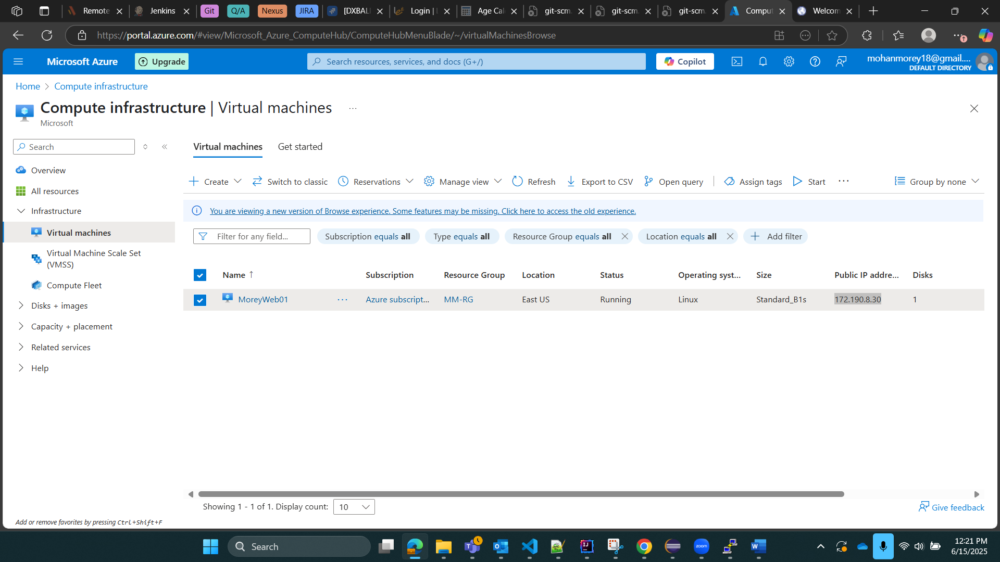 Remote
Jenkins
Git
Q/A
Nexus
JIRA
[DXBALI
Login | L
Age Cal
git-scm.
git-scm.
git-scm.
Comput
Welcom
https://portal.azure.com/#view/Microsoft_Azure_ComputeHub/ComputeHubMenuBlade/~/virtualMachinesBrowse
Microsoft Azure
Upgrade
Search resources, services, and docs (G+/)
Copilot
mohanmorey18@gmail....
DEFAULT DIRECTORY
Home > Compute infrastructure
Compute infrastructure | Virtual machines ...
Microsoft
Search
Overview
All resources
Infrastructure
Virtual machines
Virtual Machine Scale Set
(VMSS)
Compute Fleet
Disks + images
Capacity + placement
Related services
Help
Add or remove favorites by pressing Ctrl+Shift+F
Virtual machines Get started
Create Switch to classic Reservations Manage view Refresh Export to CSV Open query Assign tags Start ... Group by none
You are viewing a new version of Browse experience. Some features may be missing. Click here to access the old experience.
Filter for any field... Subscription equals all Type equals all Resource Group equals all Location equals all Add filter
Name ↑ Subscription Resource Group Location Status Operating syst... Size Public IP addre... Disks
MoreyWeb01 ... Azure subscript... MM-RG East US Running Linux Standard_B1s 172.190.8.30 1
Showing 1 - 1 of 1. Display count: 10
Give feedback
Search
zoom
12:21 PM
6/15/2025